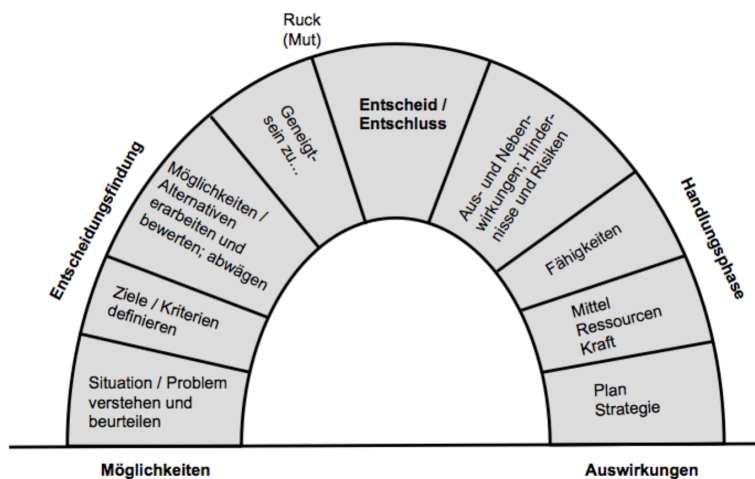 Ruck
(Mut)
Entscheidungsfindung
Situation / Problem
verstehen und
beurteilen
Ziele / Kriterien
definieren
Möglichkeiten /
Alternativen
erarbeiten und
bewerten; abwägen
Geneigt-
sein zu...
Entscheid /
Entschluss
Aus- und Neben-
wirkungen; Hinder-
nisse und Risiken
Fähigkeiten
Mittel
Ressourcen
Kraft
Plan
Strategie
Handlungsphase
Möglichkeiten
Auswirkungen